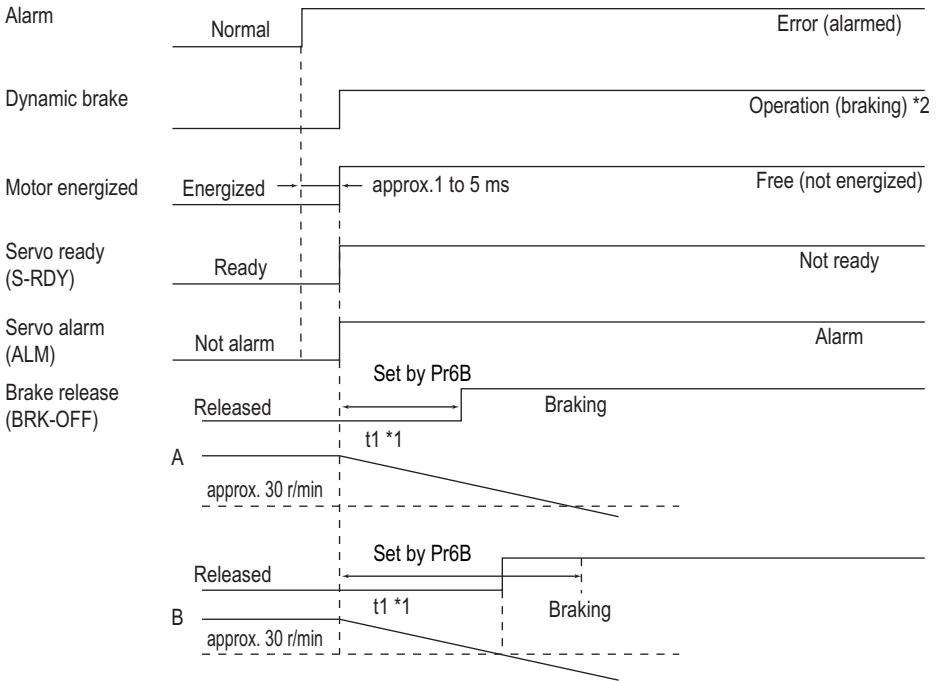 Alarm
Normal
Error (alarmed)
Dynamic brake
Operation (braking) *2
Motor energized
Energized
approx.1 to 5 ms
Free (not energized)
Servo ready
(S-RDY)
Ready
Not ready
Servo alarm
(ALM)
Not alarm
Alarm
Set by Pr6B
Brake release
(BRK-OFF)
Released
Braking
t1 *1
A
approx. 30 r/min
Set by Pr6B
Released
t1 *1
Braking
B
approx. 30 r/min